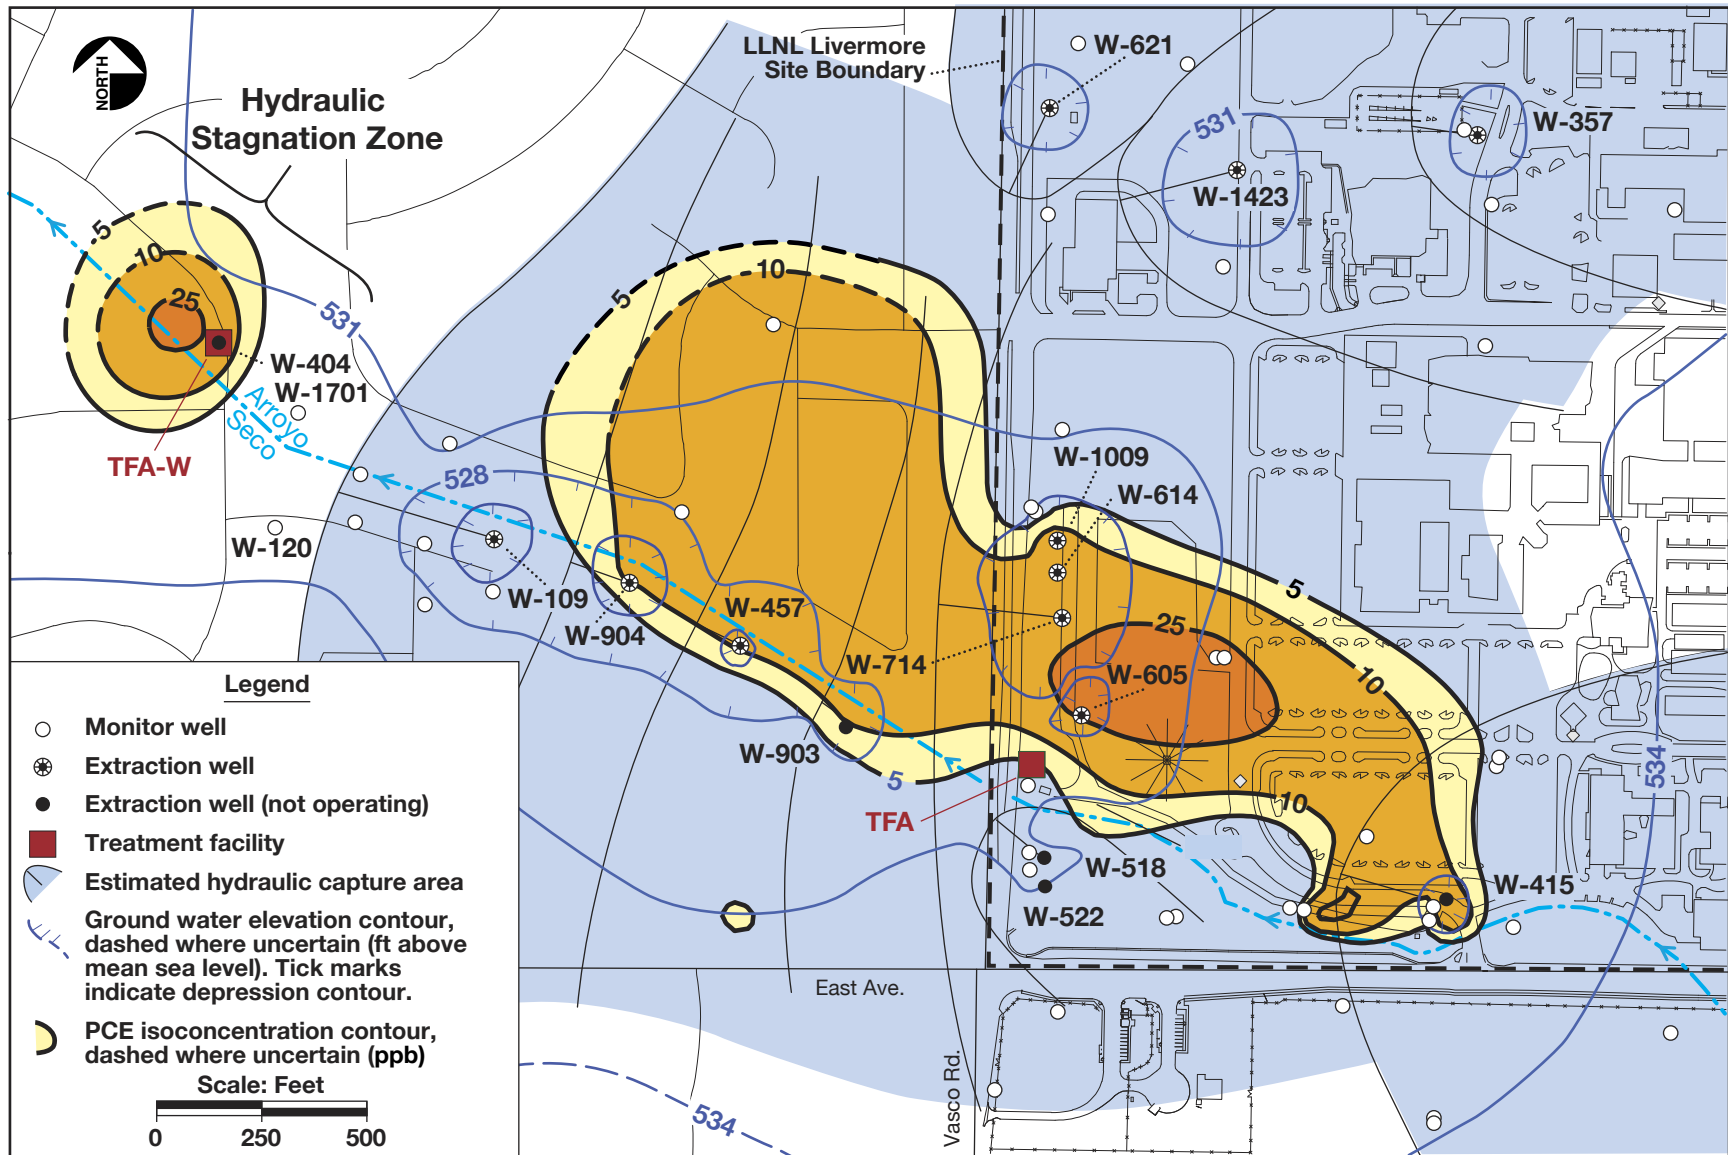 NORTH
Hydraulic
Stagnation Zone
LLNL Livermore
Site Boundary
W-621
W-357
531
W-1423
5
10
25
531
W-404
W-1701
Arroyo
Seco
TFA-W
5
10
528
W-120
W-109
W-904
W-457
W-1009
W-614
5
25
10
W-714
W-605
W-903
5
TFA
10
534
W-518
W-522
W-415
East Ave.
Vasco Rd.
534
Legend
Monitor well
Extraction well
Extraction well (not operating)
Treatment facility
Estimated hydraulic capture area
Ground water elevation contour,
dashed where uncertain (ft above
mean sea level). Tick marks
indicate depression contour.
PCE isoconcentration contour,
dashed where uncertain (ppb)
Scale: Feet
0 250 500